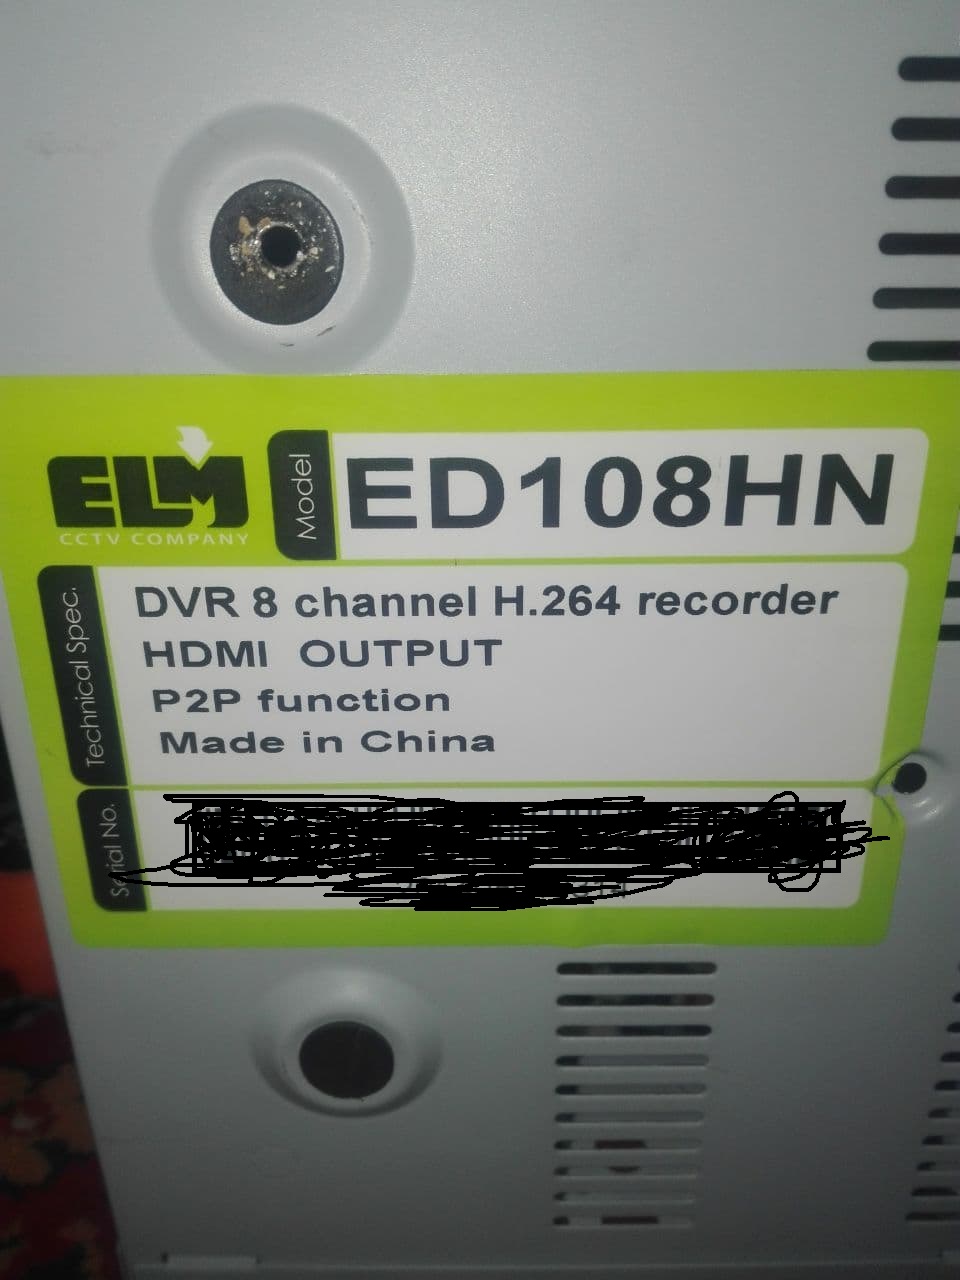 ELM
CCTV COMPANY
Model
ED108HN
Technical Spec.
DVR 8 channel H.264 recorder
HDMI OUTPUT
P2P function
Made in China
Serial No.